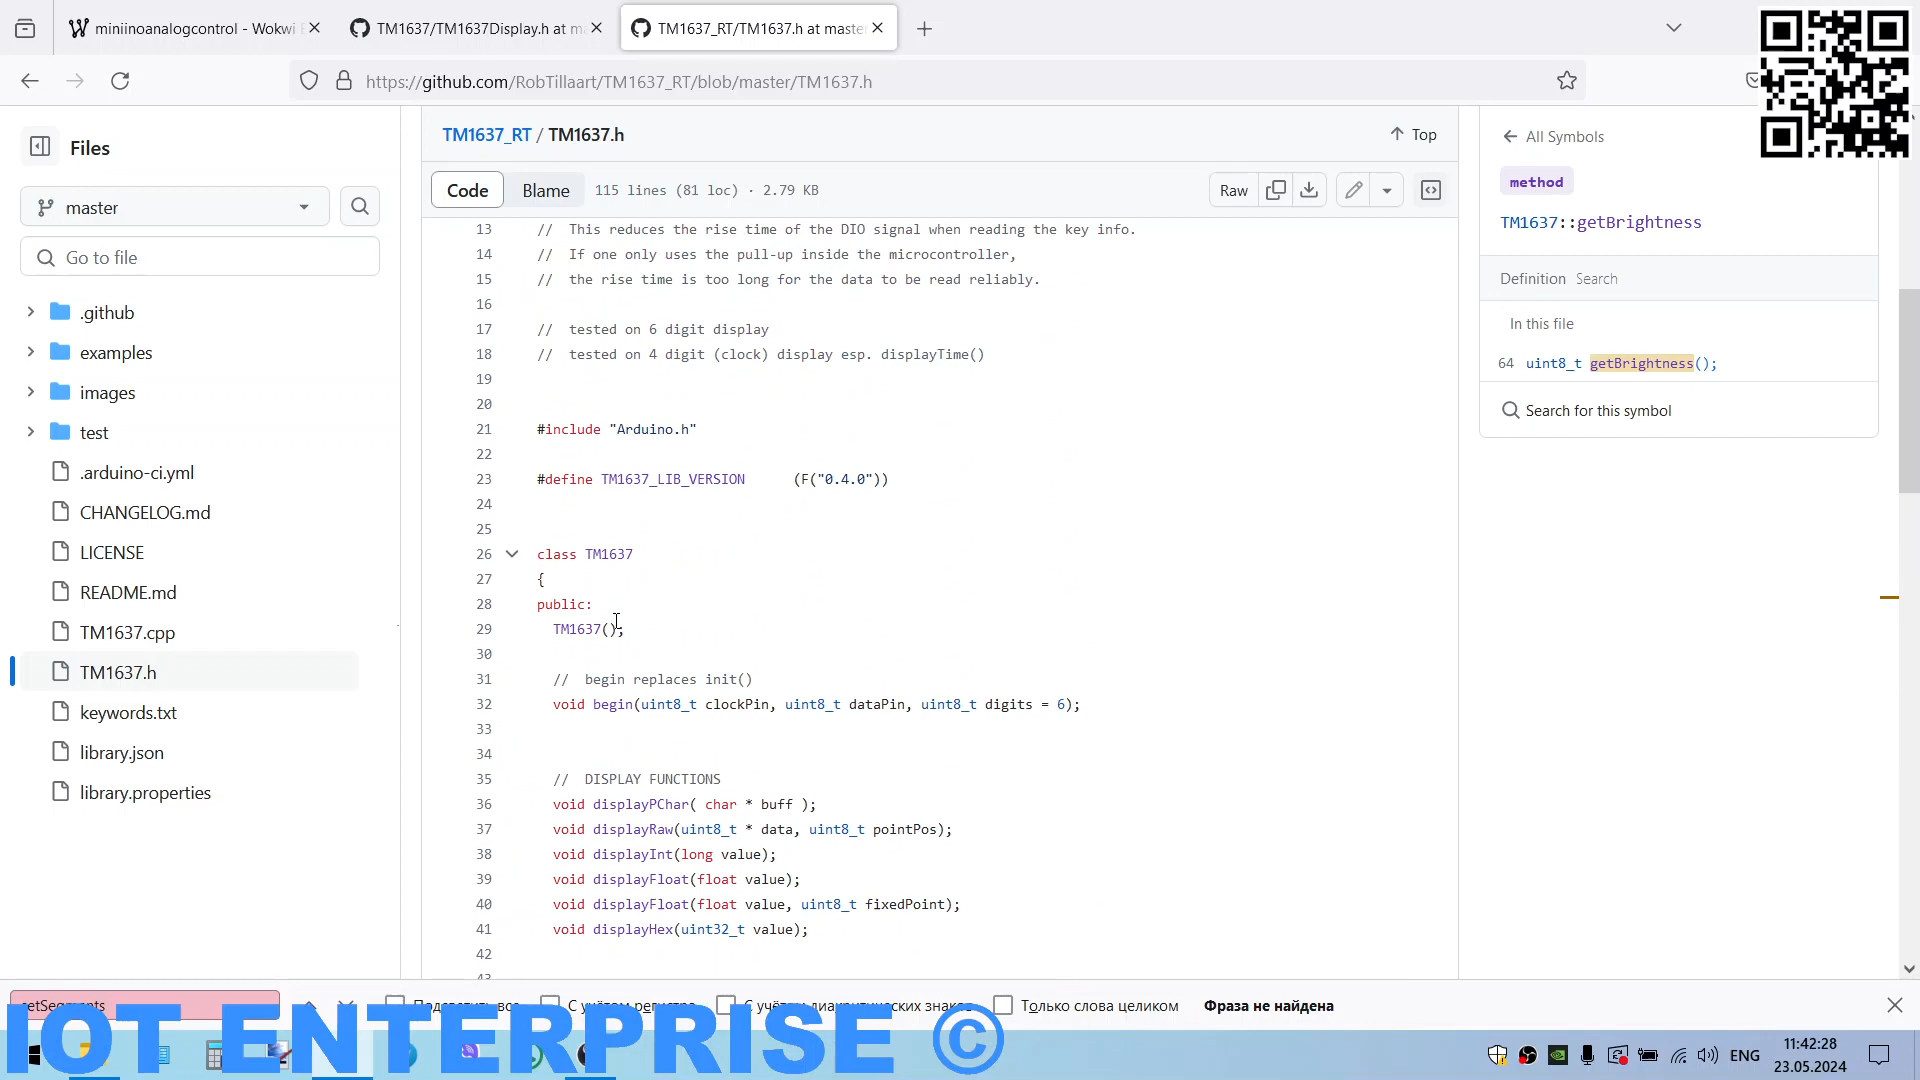 miniinoanalogcontrol - Wokwi
TM1637/TM1637Display.h at m
TM1637_RT/TM1637.h at maste
https://github.com/RobTillaart/TM1637_RT/blob/master/TM1637.h
Files
master
Go to file
.github
examples
images
test
.arduino-ci.yml
CHANGELOG.md
LICENSE
README.md
TM1637.cpp
TM1637.h
keywords.txt
library.json
library.properties
TM1637_RT / TM1637.h
Top
Code Blame 115 lines (81 loc) · 2.79 KB
Raw
13 // This reduces the rise time of the DIO signal when reading the key info.
14 // If one only uses the pull-up inside the microcontroller,
15 // the rise time is too long for the data to be read reliably.
16
17 // tested on 6 digit display
18 // tested on 4 digit (clock) display esp. displayTime()
19
20
21 #include "Arduino.h"
22
23 #define TM1637_LIB_VERSION (F("0.4.0"))
24
25
26 class TM1637
27 {
28 public:
29 TM1637();
30
31 // begin replaces init()
32 void begin(uint8_t clockPin, uint8_t dataPin, uint8_t digits = 6);
33
34
35 // DISPLAY FUNCTIONS
36 void displayPChar( char * buff );
37 void displayRaw(uint8_t * data, uint8_t pointPos);
38 void displayInt(long value);
39 void displayFloat(float value);
40 void displayFloat(float value, uint8_t fixedPoint);
41 void displayHex(uint32_t value);
42
43
All Symbols
method
TM1637::getBrightness
Definition Search
In this file
64 uint8_t getBrightness();
Search for this symbol
setSegments
Подсветить все
С учётом регистра
С учётом диакритических знаков
Только слова целиком
Фраза не найдена
IOT ENTERPRISE ©
ENG
11:42:28
23.05.2024